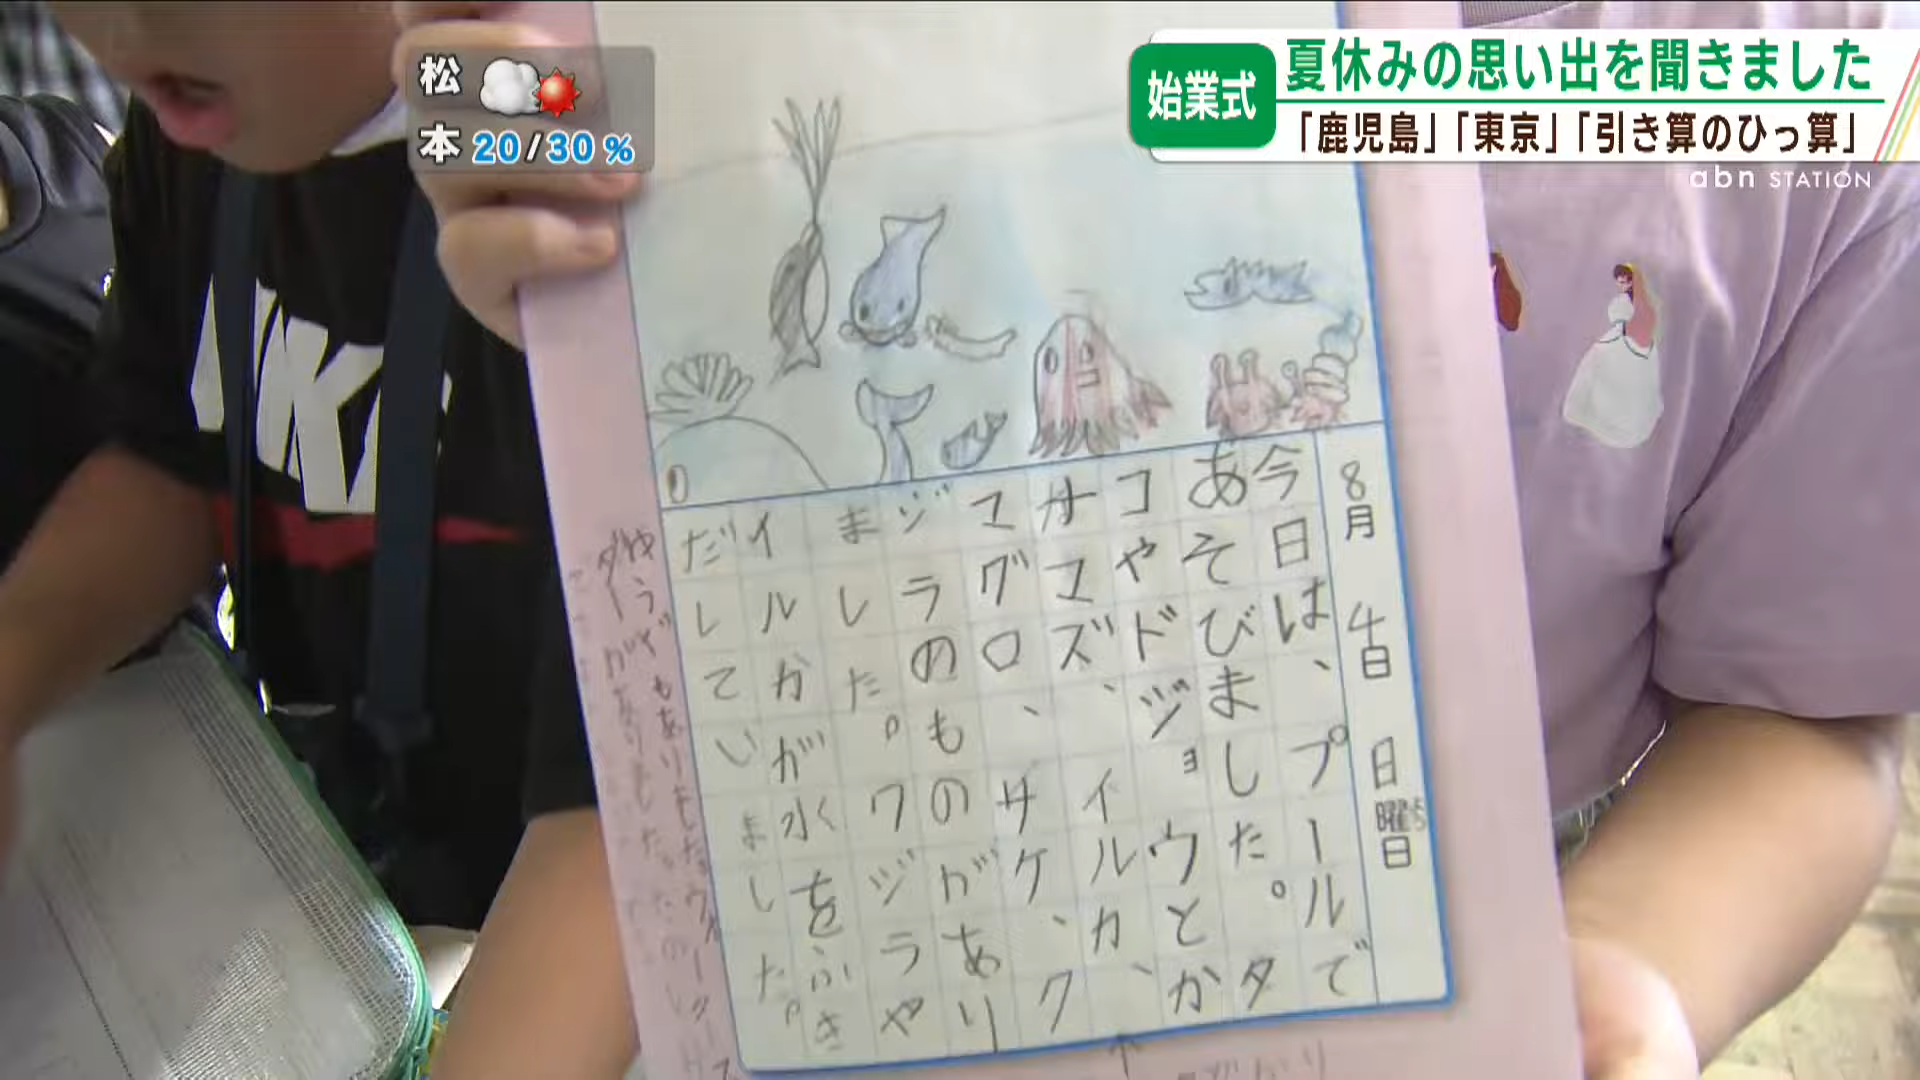 松
本 20/30%
始業式
夏休みの思い出を聞きました
「鹿児島」「東京」「引き算のひっ算」
abn STATION
NIKE
8月 4日 日曜日
今日は、プールで
あそびました。タ
コやドジョウとか
サマズ、イルカ、
マグロ、サケ、ク
ジラのものがあり
ました。クジラや
イルカが水をふき
だしていました。